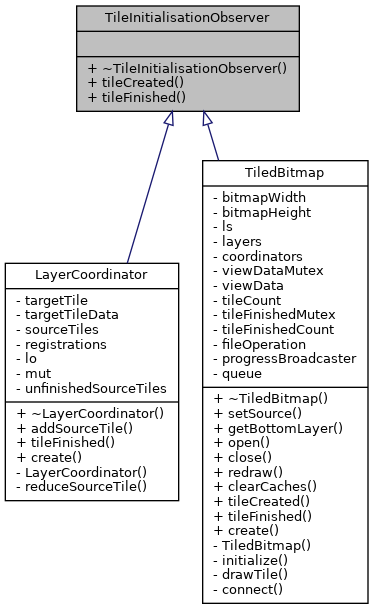 TileInitialisationObserver
+ ~TileInitialisationObserver()
+ tileCreated()
+ tileFinished()
TiledBitmap
- bitmapWidth
- bitmapHeight
- ls
- layers
- coordinators
- viewDataMutex
- viewData
- tileCount
- tileFinishedMutex
- tileFinishedCount
- fileOperation
- progressBroadcaster
- queue
+ ~TiledBitmap()
+ setSource()
+ getBottomLayer()
+ open()
+ close()
+ redraw()
+ clearCaches()
+ tileCreated()
+ tileFinished()
+ create()
- TiledBitmap()
- initialize()
- drawTile()
- connect()
LayerCoordinator
- targetTile
- targetTileData
- sourceTiles
- registrations
- lo
- mut
- unfinishedSourceTiles
+ ~LayerCoordinator()
+ addSourceTile()
+ tileFinished()
+ create()
- LayerCoordinator()
- reduceSourceTile()